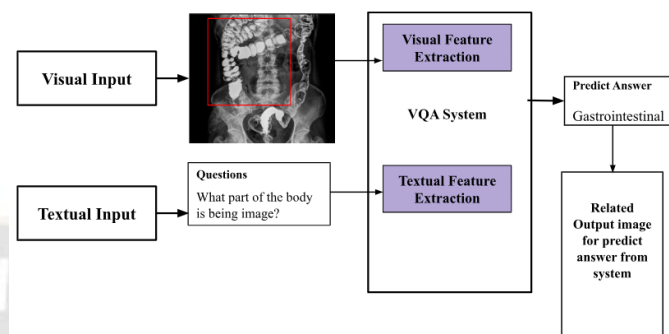 Visual Input
Visual Feature
Extraction
VQA System
Predict Answer
Gastrointestinal
Questions
What part of the body
is being image?
Textual Input
Textual Feature
Extraction
Related
Output image
for predict
answer from
system